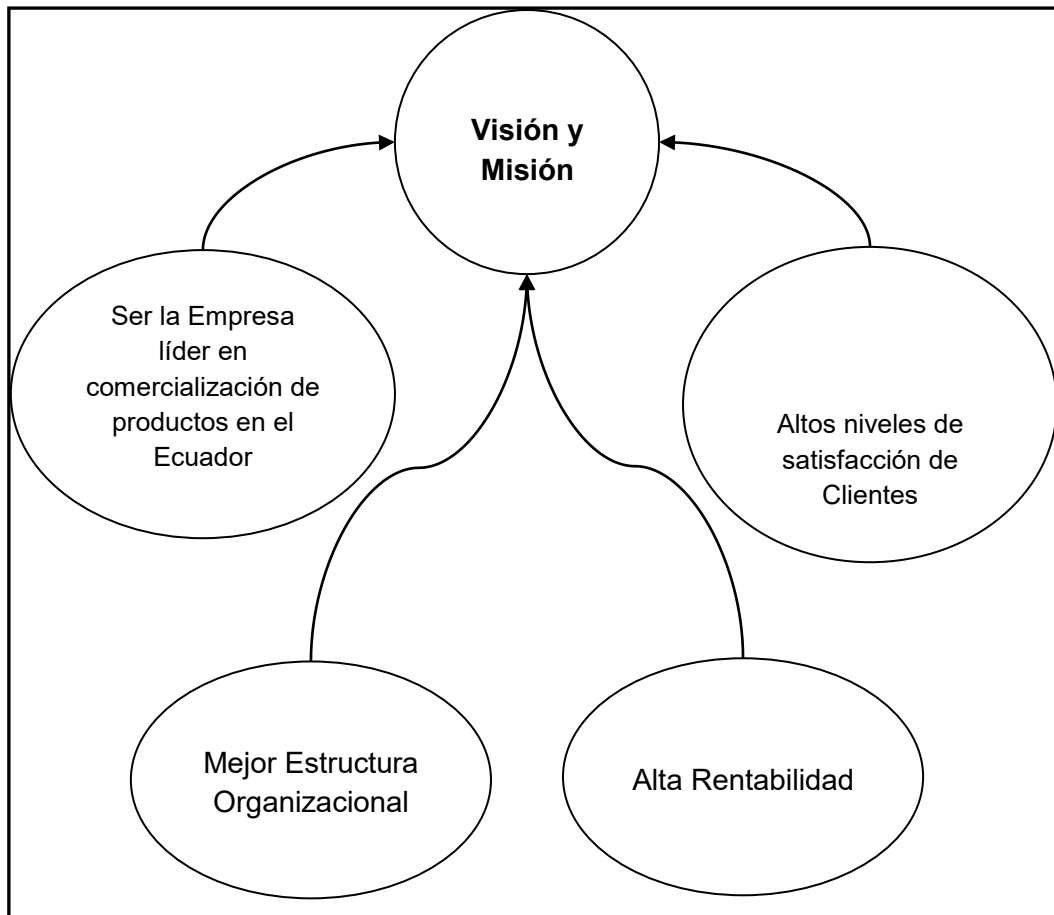 Visión y
Misión
Ser la Empresa
líder en
comercialización de
productos en el
Ecuador
Altos niveles de
satisfacción de
Clientes
Mejor Estructura
Organizacional
Alta Rentabilidad